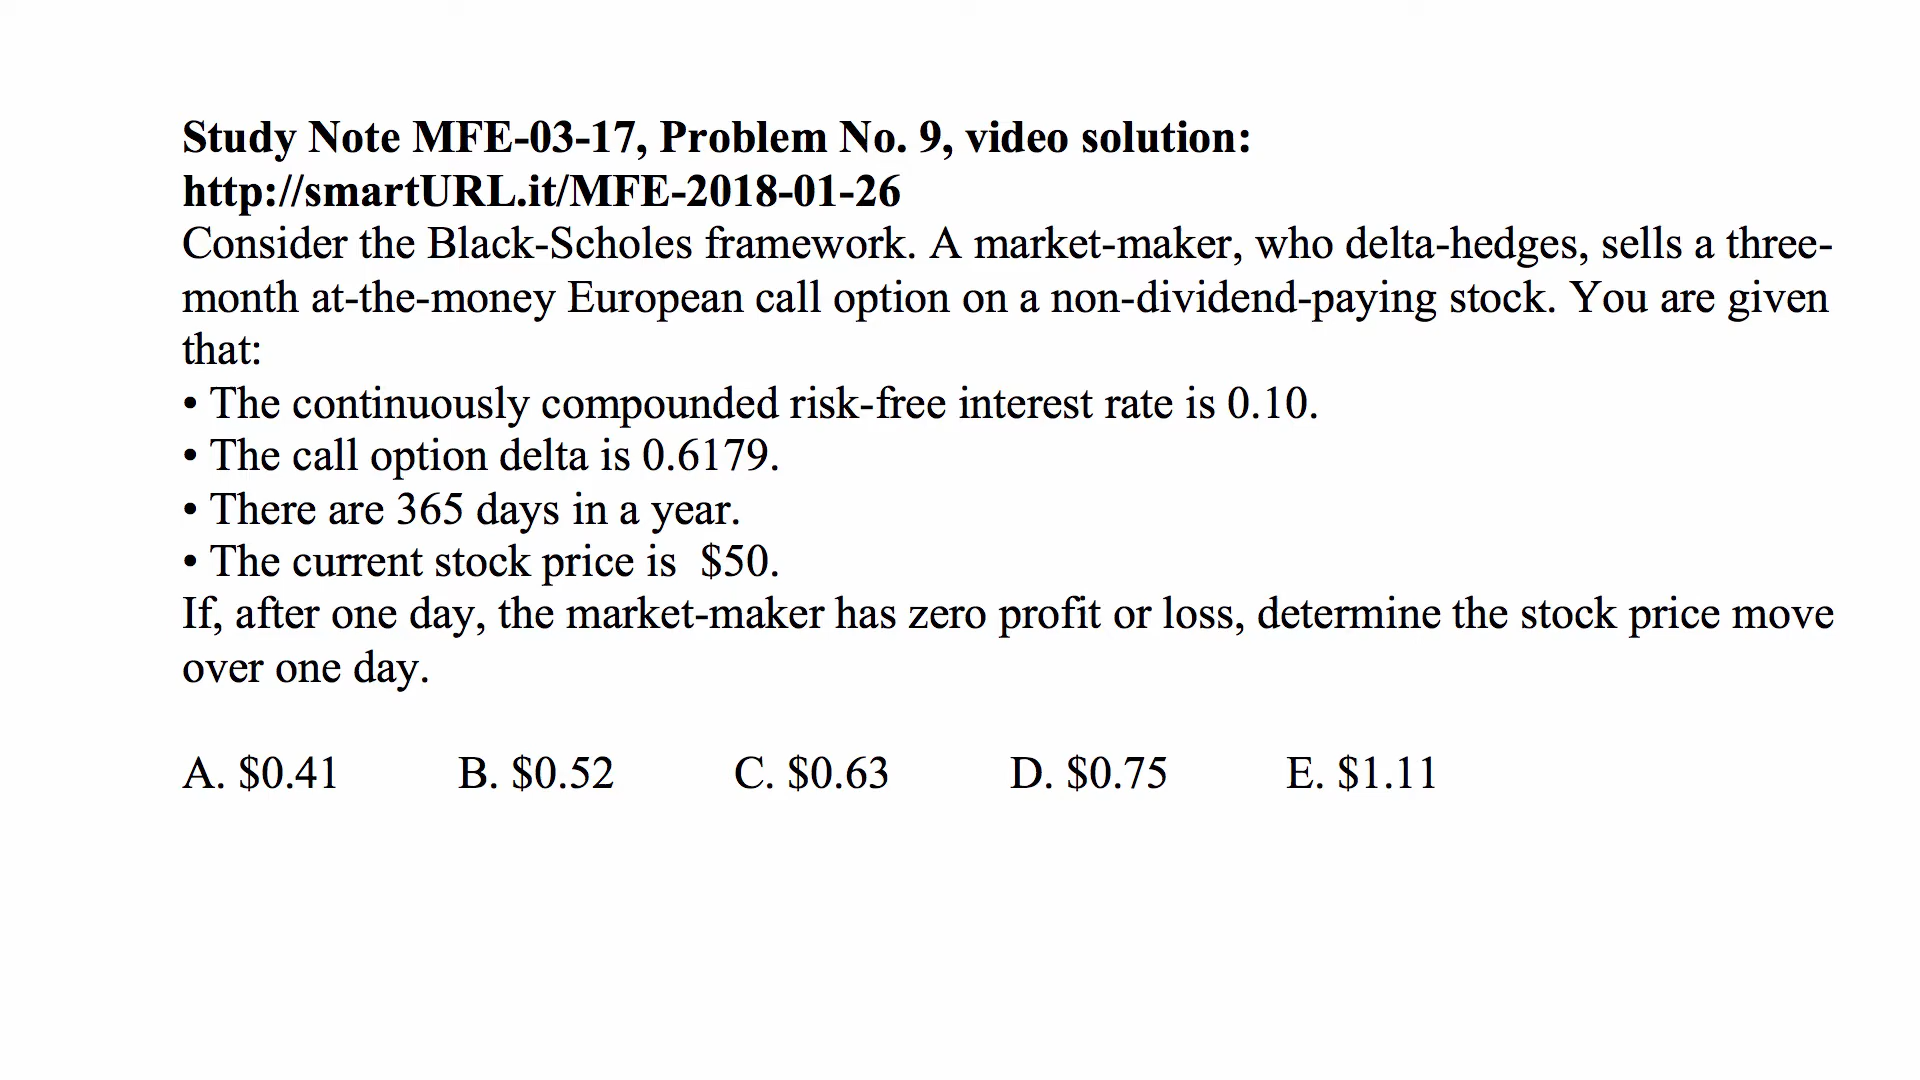 Study Note MFE-03-17, Problem No. 9, video solution:
http://smartURL.it/MFE-2018-01-26
Consider the Black-Scholes framework. A market-maker, who delta-hedges, sells a three-
month at-the-money European call option on a non-dividend-paying stock. You are given
that:
• The continuously compounded risk-free interest rate is 0.10.
• The call option delta is 0.6179.
• There are 365 days in a year.
• The current stock price is  $50.
If, after one day, the market-maker has zero profit or loss, determine the stock price move
over one day.
A. $0.41 B. $0.52 C. $0.63 D. $0.75 E. $1.11